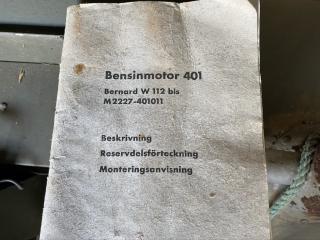 Bensinmotor 401
Bernard W 112 bis
M2227-401011
Beskrivning
Reservdelsförteckning
Monteringsanvisning